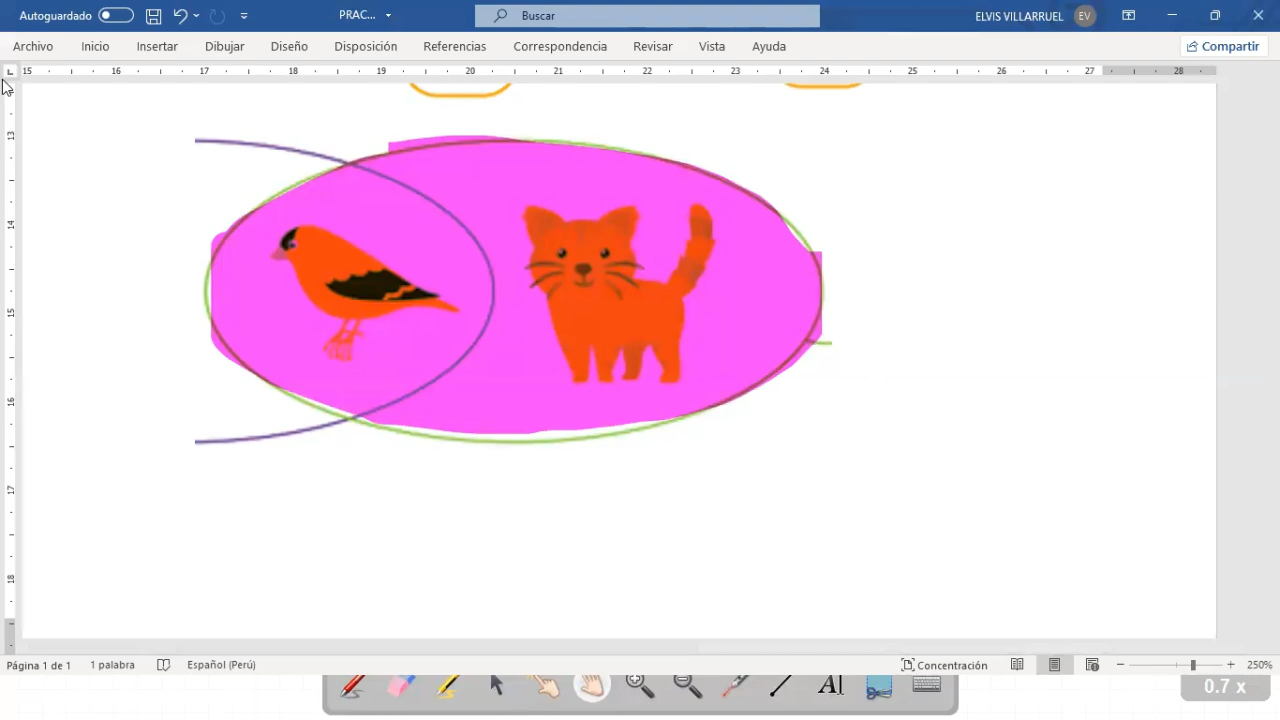 Autoguardado PRAC... Buscar ELVIS VILLARRUEL EV
Archivo Inicio Insertar Dibujar Diseño Disposición Referencias Correspondencia Revisar Vista Ayuda Compartir
15 16 17 18 19 20 21 22 23 24 25 26 27 28
13
14
15
16
17
18
Página 1 de 1 1 palabra Español (Perú) Concentración 250%
A
0.7 x